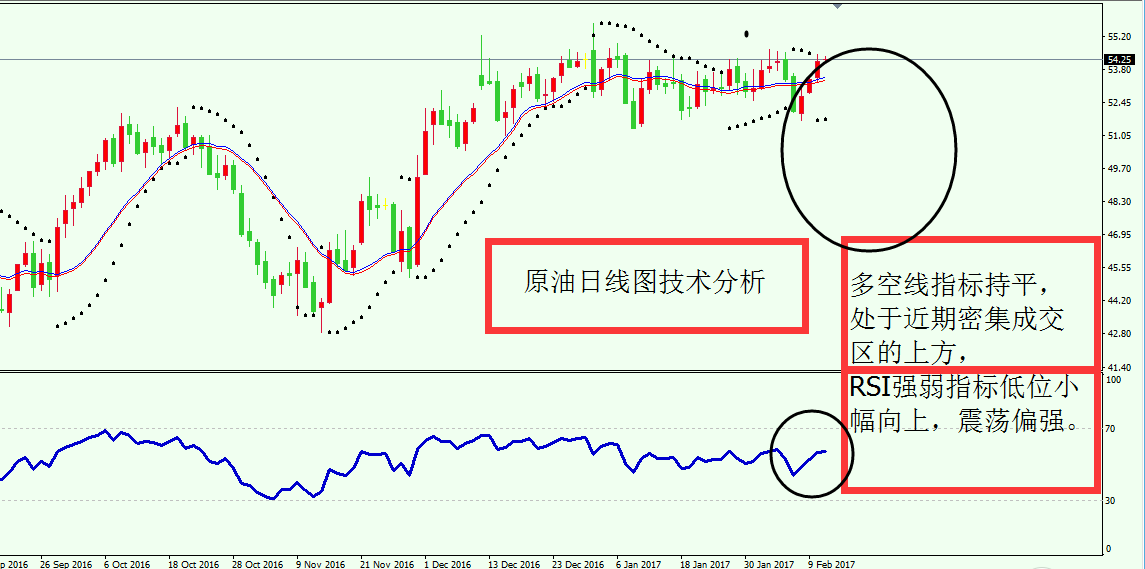 55.20
54.25
53.80
52.45
51.05
49.70
48.30
46.95
45.55
44.20
42.80
41.40
原油日线图技术分析
多空线指标持平，
处于近期密集成交
区的上方，
RSI强弱指标低位小
幅向上，震荡偏强。
100
70
30
0
p 2016
26 Sep 2016
6 Oct 2016
18 Oct 2016
28 Oct 2016
9 Nov 2016
21 Nov 2016
1 Dec 2016
13 Dec 2016
23 Dec 2016
6 Jan 2017
18 Jan 2017
30 Jan 2017
9 Feb 2017